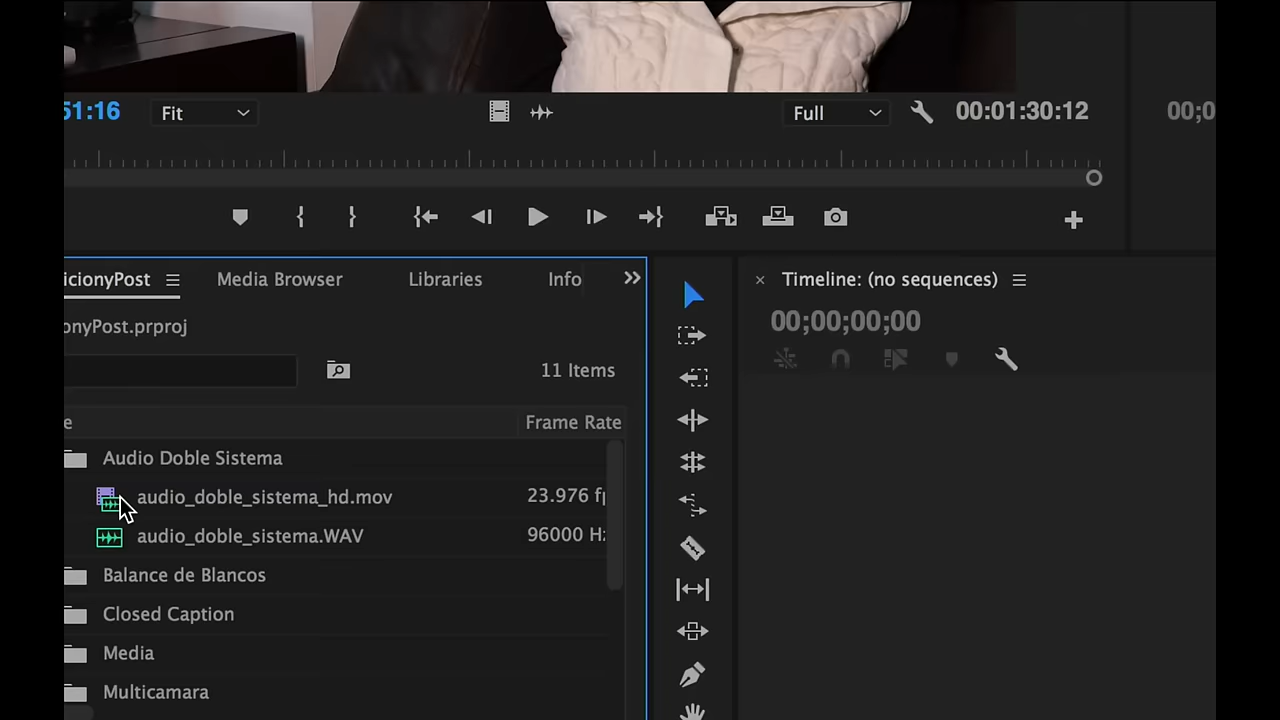 51:16
Fit
Full
00:01:30:12
00;0
icionyPost
Media Browser
Libraries
Info
Timeline: (no sequences)
onyPost.prproj
00;00;00;00
11 Items
e
Frame Rate
Audio Doble Sistema
audio_doble_sistema_hd.mov
23.976 f
audio_doble_sistema.WAV
96000 H
Balance de Blancos
Closed Caption
Media
Multicamara